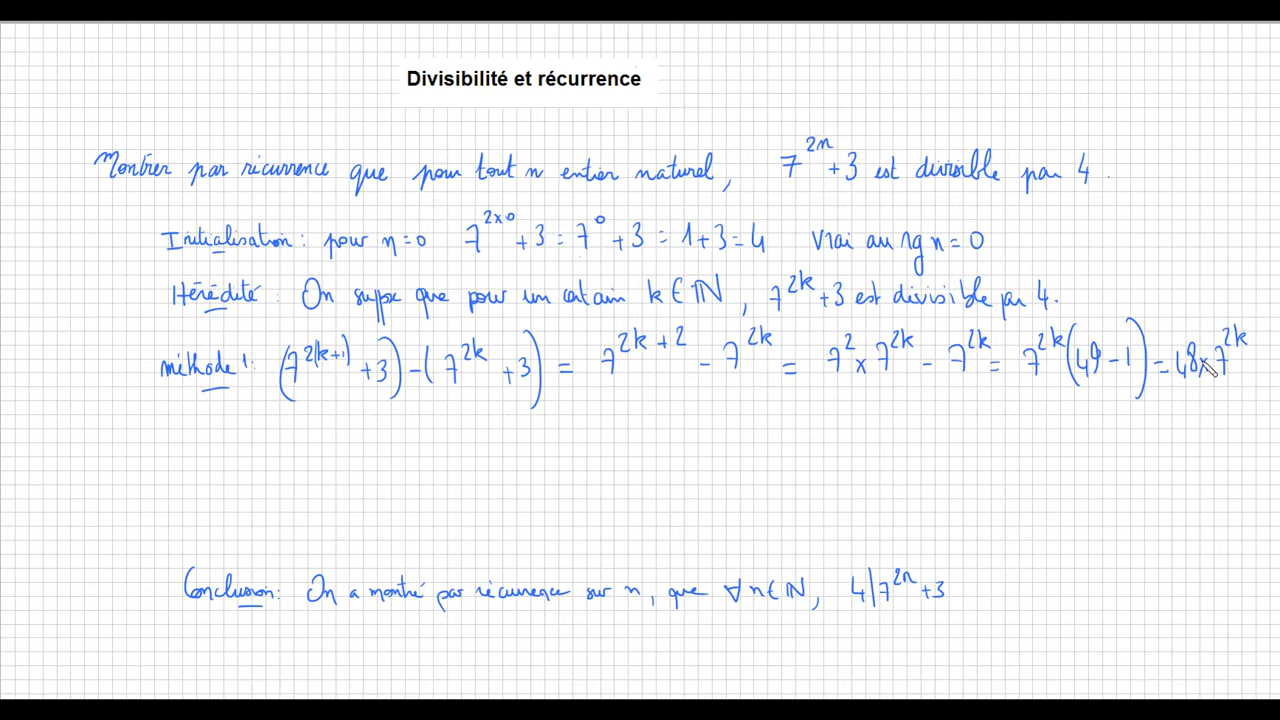 Divisibilité et récurrence
Montrer par récurrence que pour tout n entier naturel, 7^{2n} + 3 est divisible par 4.
Initialisation : pour n = 0 7^{2×0} + 3 = 7^0 + 3 = 1 + 3 = 4 Vrai au rg n = 0
Hérédité : On suppose que pour un certain k ∈ ℕ, 7^{2k} + 3 est divisible par 4.
méthode 1 : (7^{2(k+1)} + 3) - (7^{2k} + 3) = 7^{2k+2} - 7^{2k} = 7^2 × 7^{2k} - 7^{2k} = 7^{2k}(49 - 1) = 48 × 7^{2k}
Conclusion : On a montré par récurrence sur n, que ∀n ∈ ℕ, 4 | 7^{2n} + 3